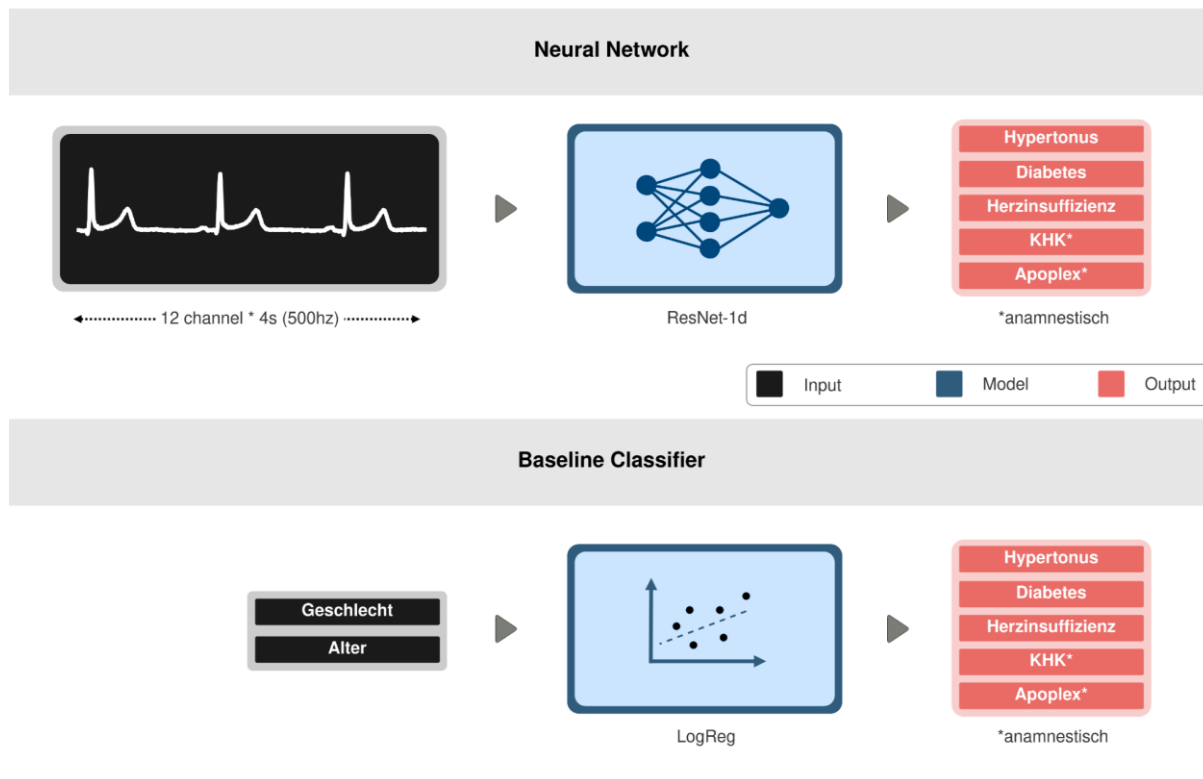 Neural Network
Hypertonus
Diabetes
Herzinsuffizienz
KHK*
Apoplex*
12 channel * 4s (500hz)
ResNet-1d
*anamnestisch
Input
Model
Output
Baseline Classifier
Geschlecht
Alter
Hypertonus
Diabetes
Herzinsuffizienz
KHK*
Apoplex*
LogReg
*anamnestisch